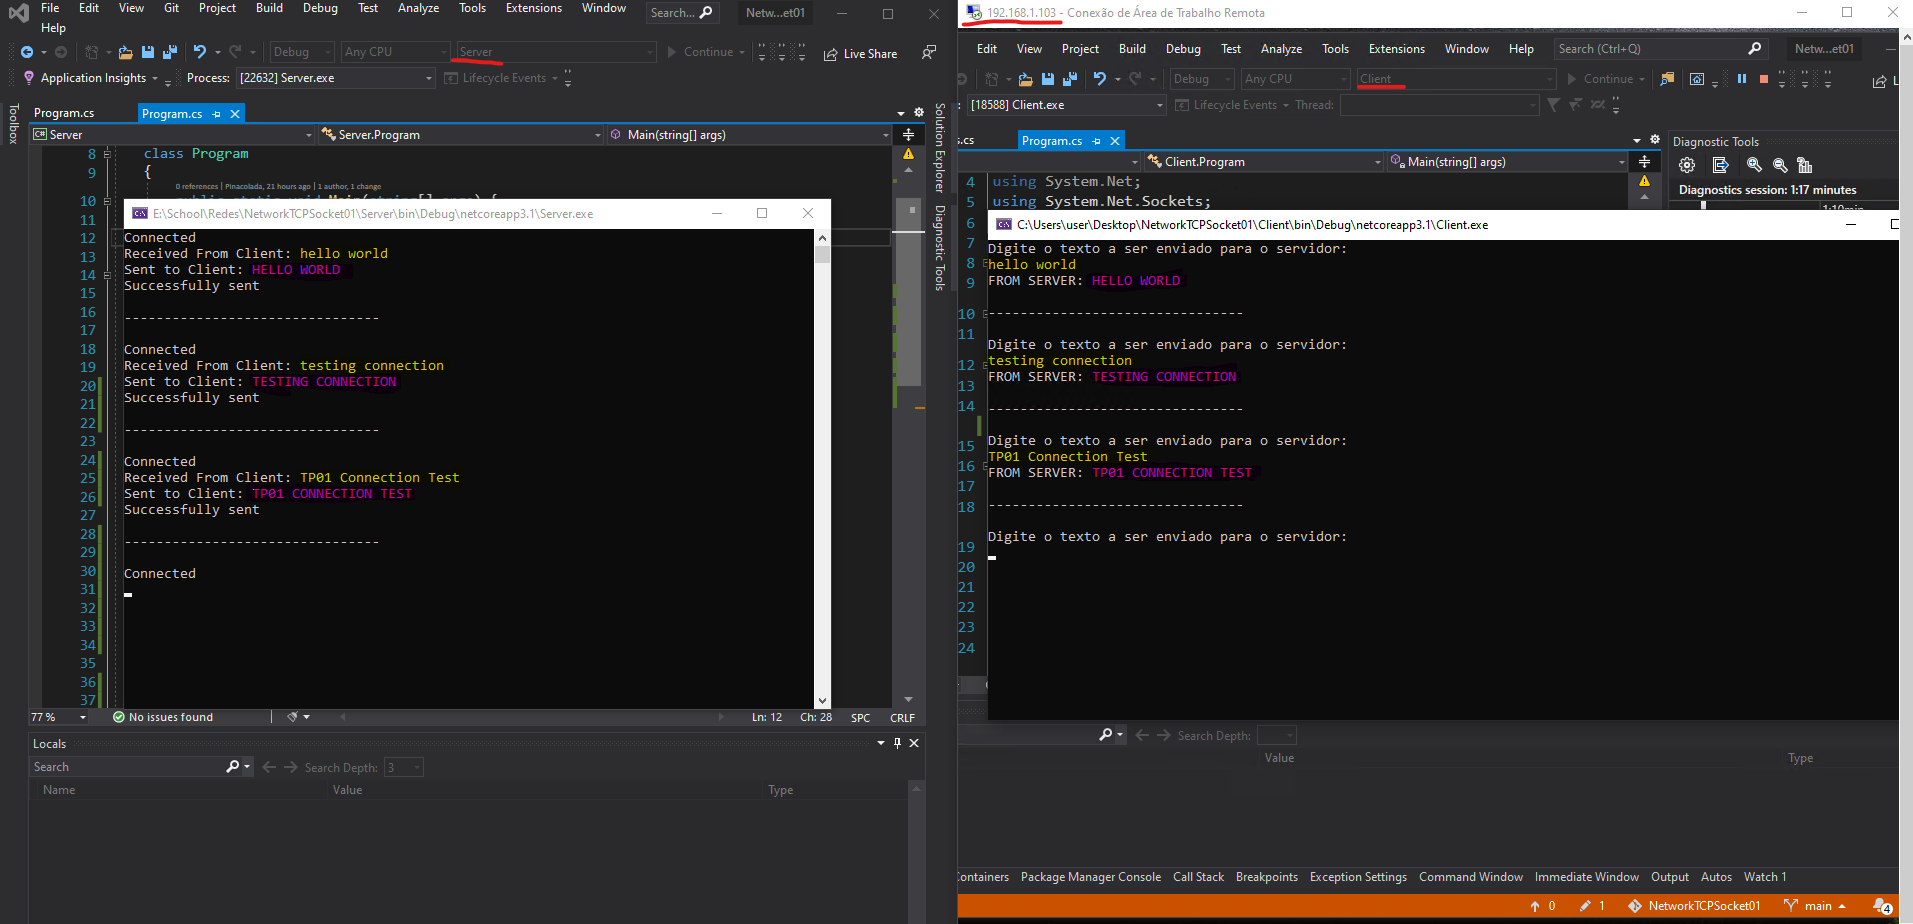 File Edit View Git Project Build Debug Test Analyze Tools Extensions Window Search... Netw...et01
Help
Debug Any CPU Server Continue Live Share
Application Insights Process: [22632] Server.exe Lifecycle Events
Toolbox
Program.cs Program.cs
Server Server.Program Main(string[] args)
8 class Program
9 {
0 references | Pinacolada, 21 hours ago | 1 author, 1 change
10 public static void Main(string[] args) {
E:\School\Redes\NetworkTCPSocket01\Server\bin\Debug\netcoreapp3.1\Server.exe
11
12
13
14
15
16
17
18
19
20
21
22
23
24
25
26
27
28
29
30
31
32
33
34
35
36
37
Connected
Received From Client: hello world
Sent to Client: HELLO WORLD
Successfully sent
--------------------------------
Connected
Received From Client: testing connection
Sent to Client: TESTING CONNECTION
Successfully sent
--------------------------------
Connected
Received From Client: TP01 Connection Test
Sent to Client: TP01 CONNECTION TEST
Successfully sent
--------------------------------
Connected
Solution Explorer
Diagnostic Tools
77 % No issues found Ln: 12 Ch: 28 SPC CRLF
Locals
Search Search Depth: 3
Name Value Type
192.168.1.103 - Conexão de Área de Trabalho Remota
Edit View Project Build Debug Test Analyze Tools Extensions Window Help Search (Ctrl+Q) Netw...et01
Debug Any CPU Client Continue L
: [18588] Client.exe Lifecycle Events Thread:
s.cs Program.cs Diagnostic Tools
Client.Program Main(string[] args)
4 using System.Net;
5 using System.Net.Sockets;
Diagnostics session: 1:17 minutes
1:10min
C:\Users\user\Desktop\NetworkTCPSocket01\Client\bin\Debug\netcoreapp3.1\Client.exe
6
7
8
9
10
11
12
13
14
15
16
17
18
19
20
21
22
23
24
Digite o texto a ser enviado para o servidor:
hello world
FROM SERVER: HELLO WORLD
--------------------------------
Digite o texto a ser enviado para o servidor:
testing connection
FROM SERVER: TESTING CONNECTION
--------------------------------
Digite o texto a ser enviado para o servidor:
TP01 Connection Test
FROM SERVER: TP01 CONNECTION TEST
--------------------------------
Digite o texto a ser enviado para o servidor:
Search Depth:
Value Type
Containers Package Manager Console Call Stack Breakpoints Exception Settings Command Window Immediate Window Output Autos Watch 1
0 1 NetworkTCPSocket01 main 4